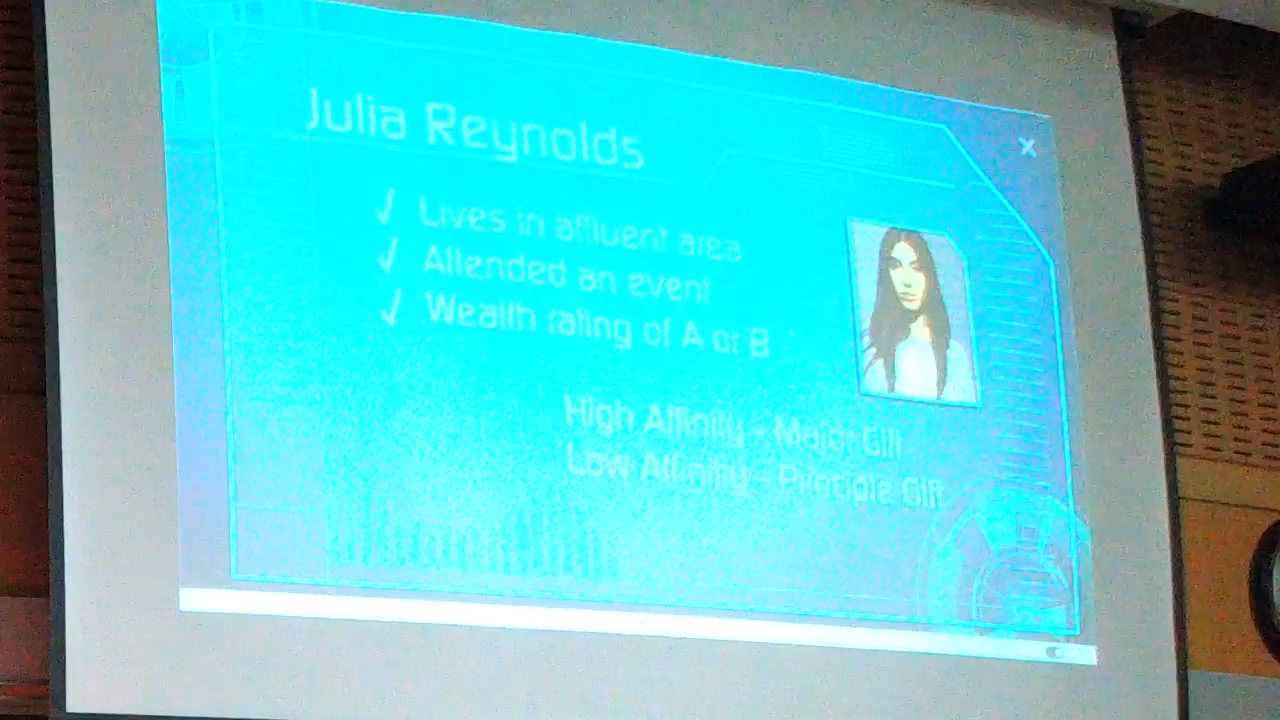 Julia Reynolds
✓ Lives in affluent area
✓ Attended an event
✓ Wealth rating of A or B
High Affinity - Major Gift
Low Affinitiy - Principle Gift